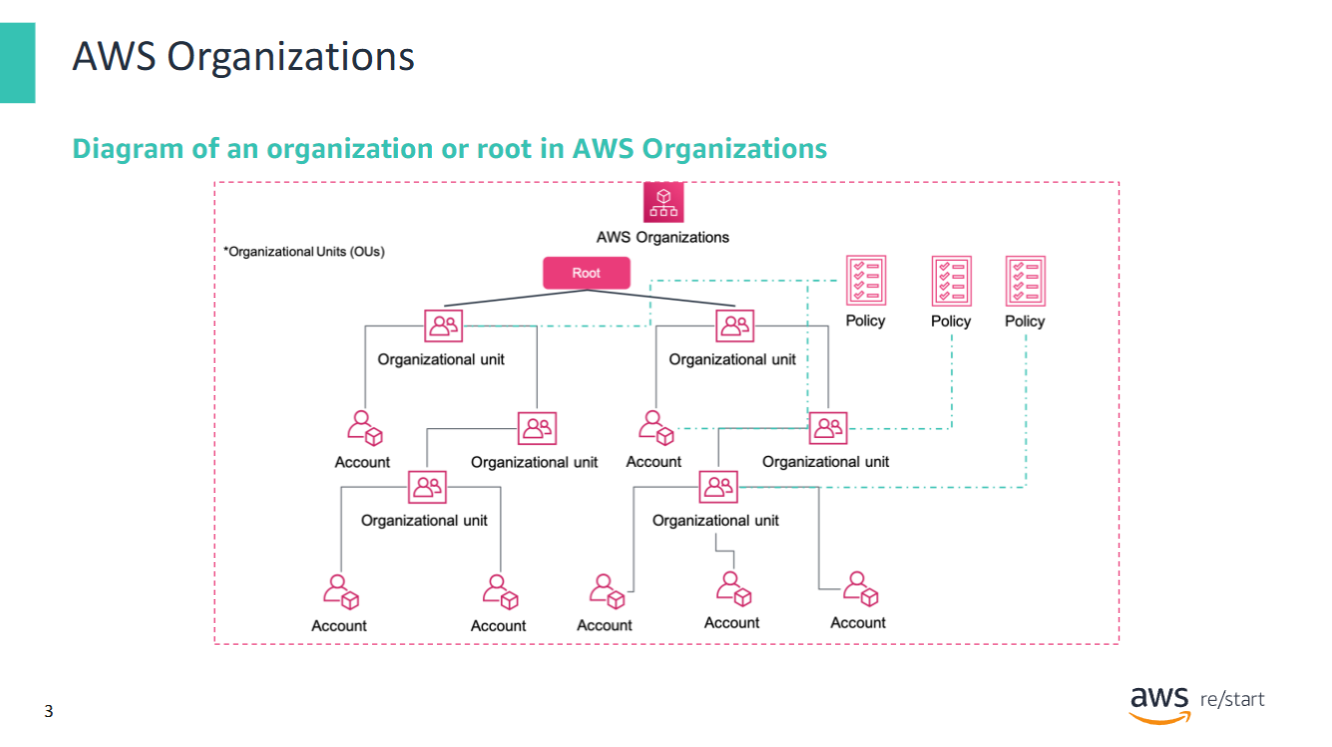 AWS Organizations
Diagram of an organization or root in AWS Organizations
AWS Organizations
*Organizational Units (OUs)
Root
Policy
Policy
Policy
Organizational unit
Organizational unit
Account
Organizational unit
Account
Organizational unit
Organizational unit
Organizational unit
Account
Account
Account
Account
Account
3
aws re/start